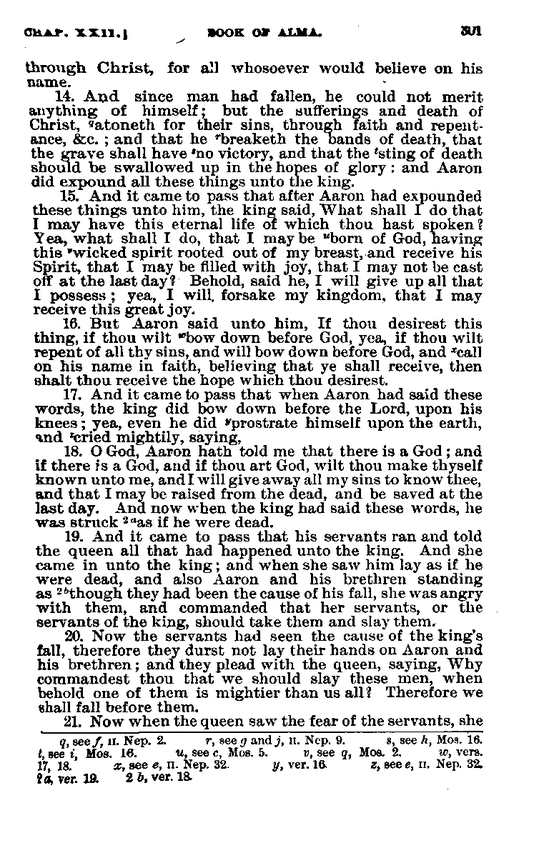 CHAP. XXII.] BOOK OF ALMA. 301
through Christ, for all whosoever would believe on his
name.
14. And since man had fallen, he could not merit
anything of himself; but the sufferings and death of
Christ, qatoneth for their sins, through faith and repent-
ance, &c.; and that he rbreaketh the bands of death, that
the grave shall have sno victory, and that the tsting of death
should be swallowed up in the hopes of glory: and Aaron
did expound all these things unto the king.
15. And it came to pass that after Aaron had expounded
these things unto him, the king said, What shall I do that
I may have this eternal life of which thou hast spoken?
Yea, what shall I do, that I may be uborn of God, having
this vwicked spirit rooted out of my breast, and receive his
Spirit, that I may be filled with joy, that I may not be cast
off at the last day? Behold, said he, I will give up all that
I possess; yea, I will forsake my kingdom, that I may
receive this great joy.
16. But Aaron said unto him, If thou desirest this
thing, if thou wilt wbow down before God, yea, if thou wilt
repent of all thy sins, and will bow down before God, and xcall
on his name in faith, believing that ye shall receive, then
shalt thou receive the hope which thou desirest.
17. And it came to pass that when Aaron had said these
words, the king did bow down before the Lord, upon his
knees; yea, even he did yprostrate himself upon the earth,
and zcried mightily, saying,
18. O God, Aaron hath told me that there is a God; and
if there is a God, and if thou art God, wilt thou make thyself
known unto me, and I will give away all my sins to know thee,
and that I may be raised from the dead, and be saved at the
last day. And now when the king had said these words, he
was struck 2aas if he were dead.
19. And it came to pass that his servants ran and told
the queen all that had happened unto the king. And she
came in unto the king; and when she saw him lay as if he
were dead, and also Aaron and his brethren standing
as 2bthough they had been the cause of his fall, she was angry
with them, and commanded that her servants, or the
servants of the king, should take them and slay them.
20. Now the servants had seen the cause of the king's
fall, therefore they durst not lay their hands on Aaron and
his brethren; and they plead with the queen, saying, Why
commandest thou that we should slay these men, when
behold one of them is mightier than us all? Therefore we
shall fall before them.
21. Now when the queen saw the fear of the servants, she
q, see f, II. Nep. 2. r, see g and j, II. Nep. 9. s, see h, Mos. 16.
t, see i, Mos. 16. u, see c, Mos. 5. v, see q, Mos. 2. w, vers.
17, 18. x, see e, II. Nep. 32. y, ver. 16. z, see e, II. Nep. 32.
2a, ver. 19. 2 b, ver. 18.